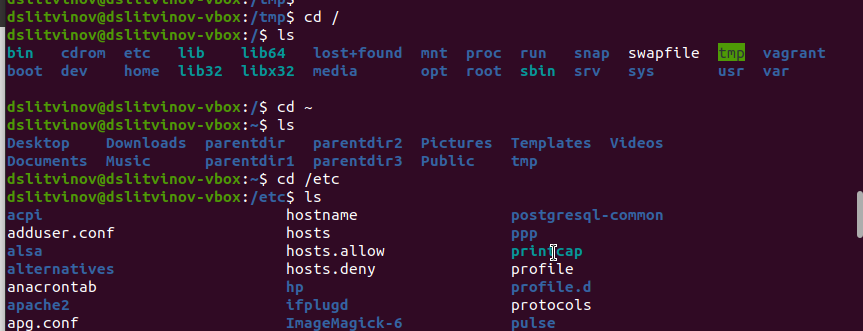 dslitvinov@dslitvinov-vbox:/tmp$
dslitvinov@dslitvinov-vbox:/tmp$ cd /
dslitvinov@dslitvinov-vbox:/$ ls
bin cdrom etc lib lib64 lost+found mnt proc run snap swapfile tmp vagrant
boot dev home lib32 libx32 media opt root sbin srv sys usr var
dslitvinov@dslitvinov-vbox:/$ cd ~
dslitvinov@dslitvinov-vbox:~$ ls
Desktop Downloads parentdir parentdir2 Pictures Templates Videos
Documents Music parentdir1 parentdir3 Public tmp
dslitvinov@dslitvinov-vbox:~$ cd /etc
dslitvinov@dslitvinov-vbox:/etc$ ls
acpi hostname postgresql-common
adduser.conf hosts ppp
alsa hosts.allow printcap
alternatives hosts.deny profile
anacrontab hp profile.d
apache2 ifplugd protocols
apg.conf ImageMagick-6 pulse